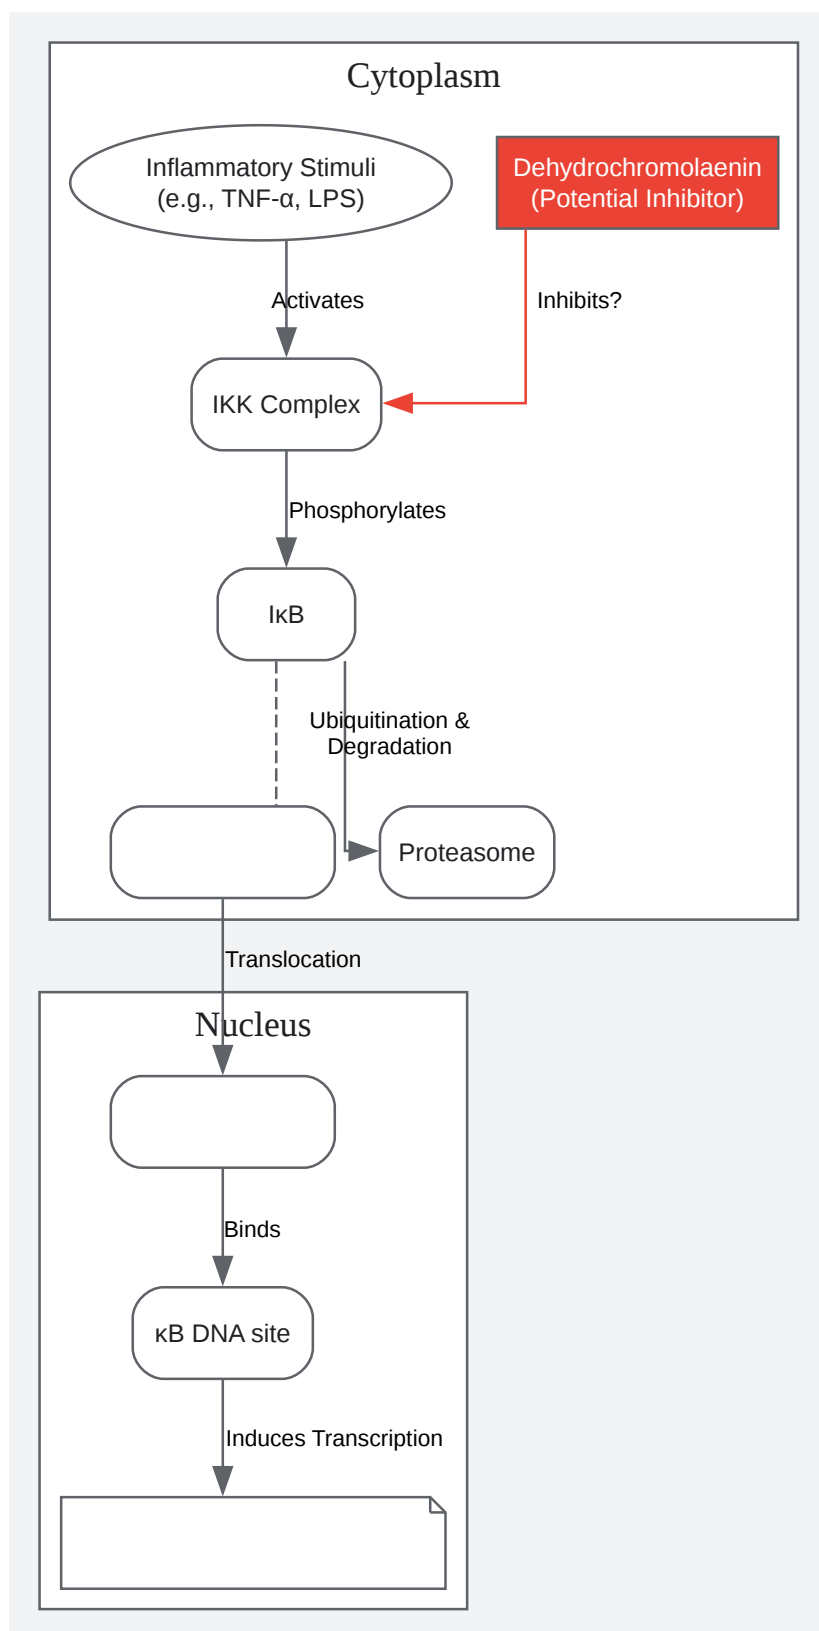 Cytoplasm
Inflammatory Stimuli
(e.g., TNF-α, LPS)
Dehydrochromolaenin
(Potential Inhibitor)
Activates
Inhibits?
IKK Complex
Phosphorylates
IκB
Ubiquitination &
Degradation
Proteasome
Translocation
Nucleus
Binds
κB DNA site
Induces Transcription